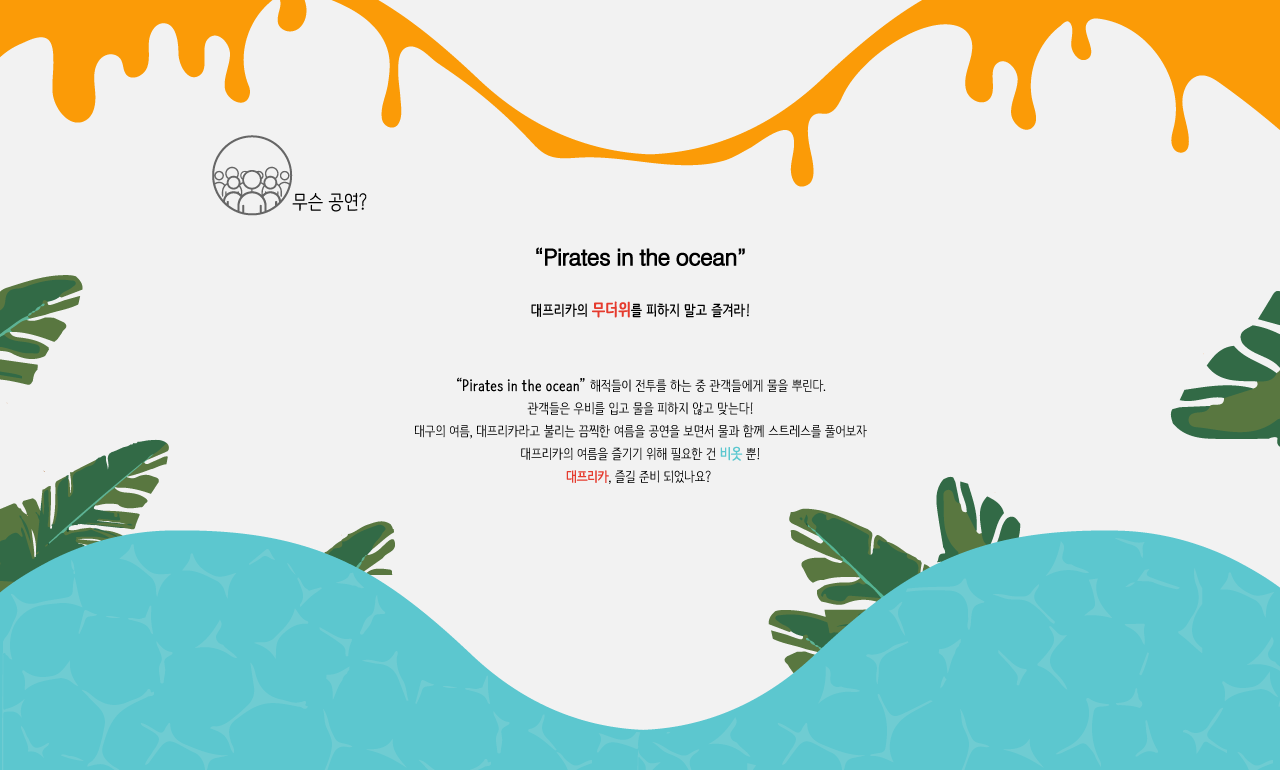 무슨 공연?
“Pirates in the ocean”
대프리카의 무더위를 피하지 말고 즐겨라!
“Pirates in the ocean” 해적들이 전투를 하는 중 관객들에게 물을 뿌린다.
관객들은 우비를 입고 물을 피하지 않고 맞는다!
대구의 여름, 대프리카라고 불리는 끔찍한 여름을 공연을 보면서 물과 함께 스트레스를 풀어보자
대프리카의 여름을 즐기기 위해 필요한 건 비옷 뿐!
대프리카, 즐길 준비 되었나요?